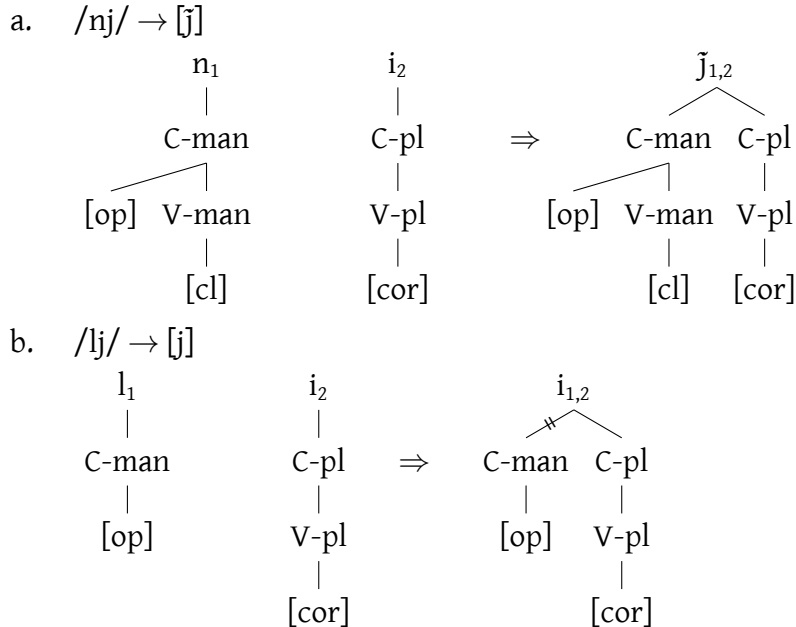 a. /nj/ → [j̃]
n₁ i₂ j̃₁,₂
C-man C-pl ⇒ C-man C-pl
[op] V-man V-pl [op] V-man V-pl
[cl] [cor] [cl] [cor]
b. /lj/ → [j]
l₁ i₂ i₁,₂
C-man C-pl ⇒ C-man C-pl
[op] V-pl [op] V-pl
[cor] [cor]